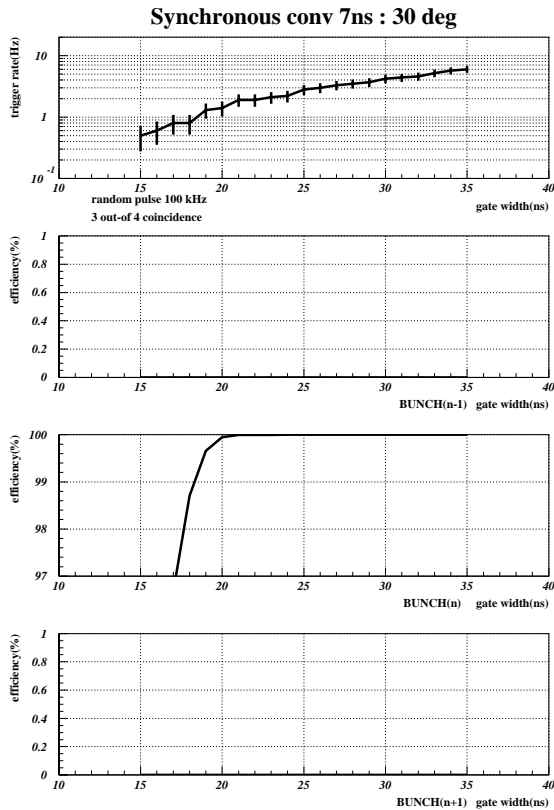 Synchronous conv 7ns : 30 deg
trigger rate(Hz)
10
1
10 -1
10 15 20 25 30 35 40
random pulse 100 kHz
gate width(ns)
3 out-of 4 coincidence
efficiency(%)
1
0.8
0.6
0.4
0.2
0
10 15 20 25 30 35 40
BUNCH(n-1) gate width(ns)
efficiency(%)
100
99
98
97
10 15 20 25 30 35 40
BUNCH(n) gate width(ns)
efficiency(%)
1
0.8
0.6
0.4
0.2
0
10 15 20 25 30 35 40
BUNCH(n+1) gate width(ns)